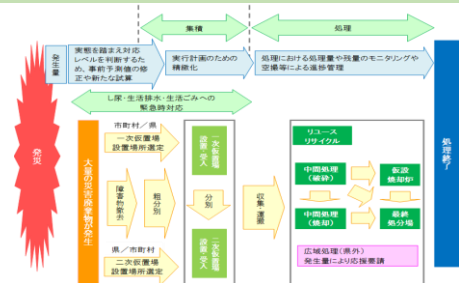 集積
処理
発生量
実態を踏まえ対応
レベルを判断するた
め、事前予測値の修
正や新たな試算
実行計画のための
精緻化
処理における処理量や残量のモニタリングや
空撮等による進捗管理
し尿・生活排水・生活ごみへの
緊急時対応
発災
処理終了
大量の災害廃棄物が発生
市町村/県
一次仮置場
設置場所選定
障害物撤去
粗分別
県/市町村
二次仮置場
設置場所選定
一次仮置場
設置・受入
分別
二次仮置場
設置・受入
収集・運搬
リユース
リサイクル
中間処理
(破砕)
仮設
焼却炉
中間処理
(焼却)
最終
処分場
広域処理(県外)
発生量により応援要請